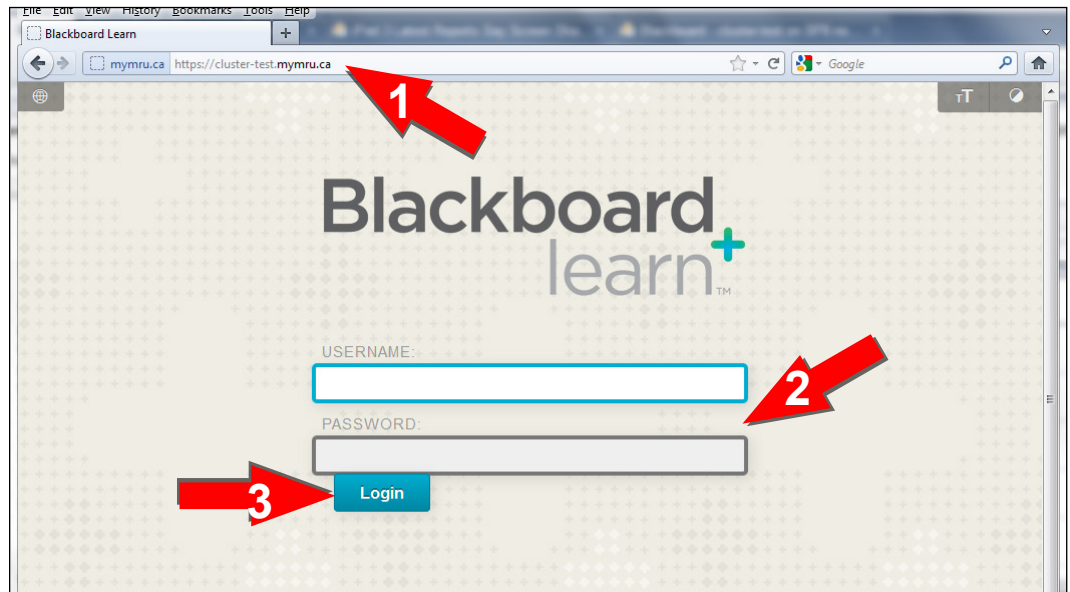 File Edit View History Bookmarks Tools Help
Blackboard Learn +
mymru.ca https://cluster-test.mymru.ca Google
1
TT
Blackboard
learn+™
USERNAME:
2
PASSWORD:
3 Login